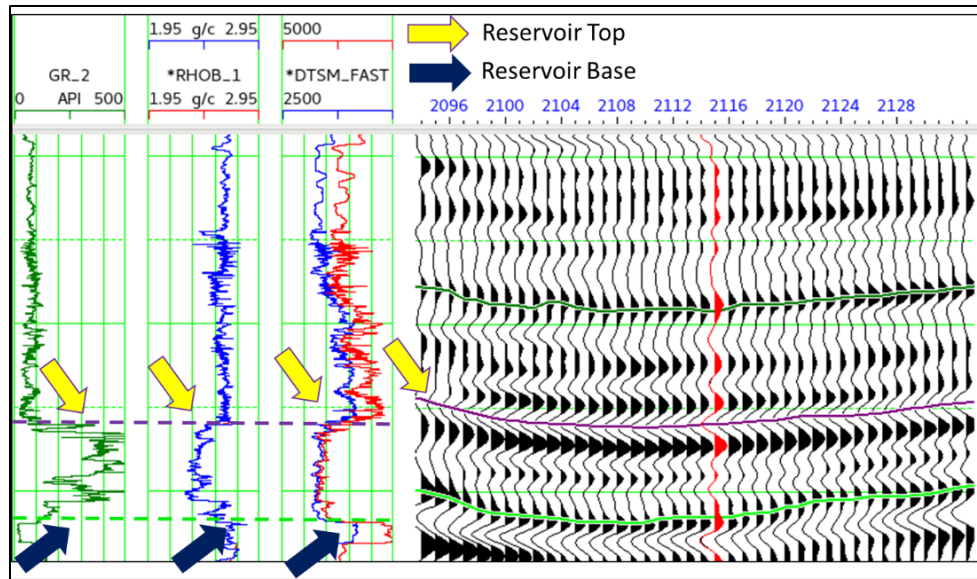 1.95 g/c 2.95
5000
Reservoir Top
GR_2
*RHOB_1
*DTSM_FAST
Reservoir Base
0 API 500
1.95 g/c 2.95
2500
2096 2100 2104 2108 2112 2116 2120 2124 2128